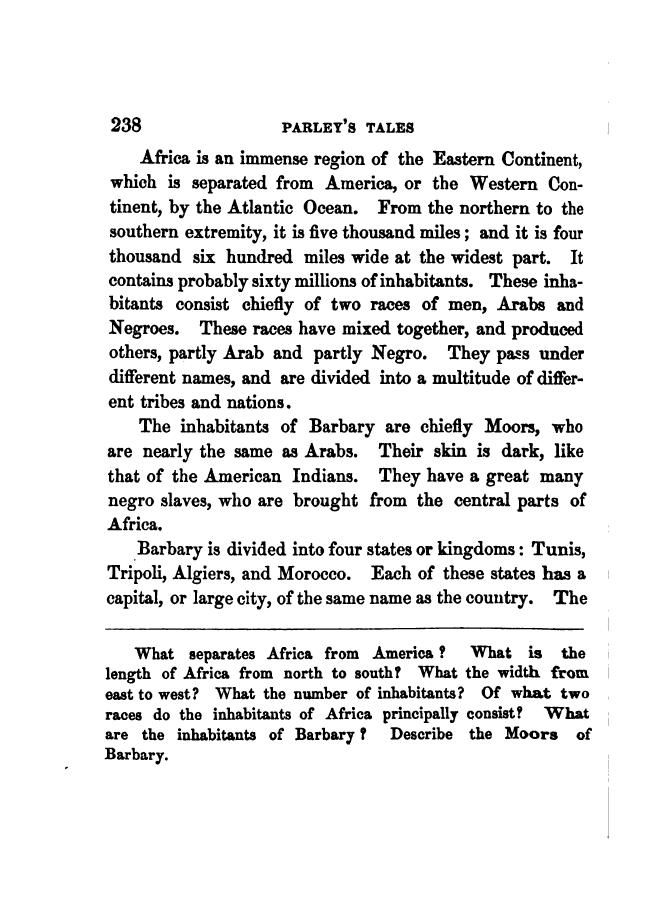 238 PARLEY'S TALES
Africa is an immense region of the Eastern Continent,
which is separated from America, or the Western Con-
tinent, by the Atlantic Ocean. From the northern to the
southern extremity, it is five thousand miles; and it is four
thousand six hundred miles wide at the widest part. It
contains probably sixty millions of inhabitants. These inha-
bitants consist chiefly of two races of men, Arabs and
Negroes. These races have mixed together, and produced
others, partly Arab and partly Negro. They pass under
different names, and are divided into a multitude of differ-
ent tribes and nations.
The inhabitants of Barbary are chiefly Moors, who
are nearly the same as Arabs. Their skin is dark, like
that of the American Indians. They have a great many
negro slaves, who are brought from the central parts of
Africa.
Barbary is divided into four states or kingdoms: Tunis,
Tripoli, Algiers, and Morocco. Each of these states has a
capital, or large city, of the same name as the country. The
What separates Africa from America? What is the
length of Africa from north to south? What the width from
east to west? What the number of inhabitants? Of what two
races do the inhabitants of Africa principally consist? What
are the inhabitants of Barbary? Describe the Moors of
Barbary.